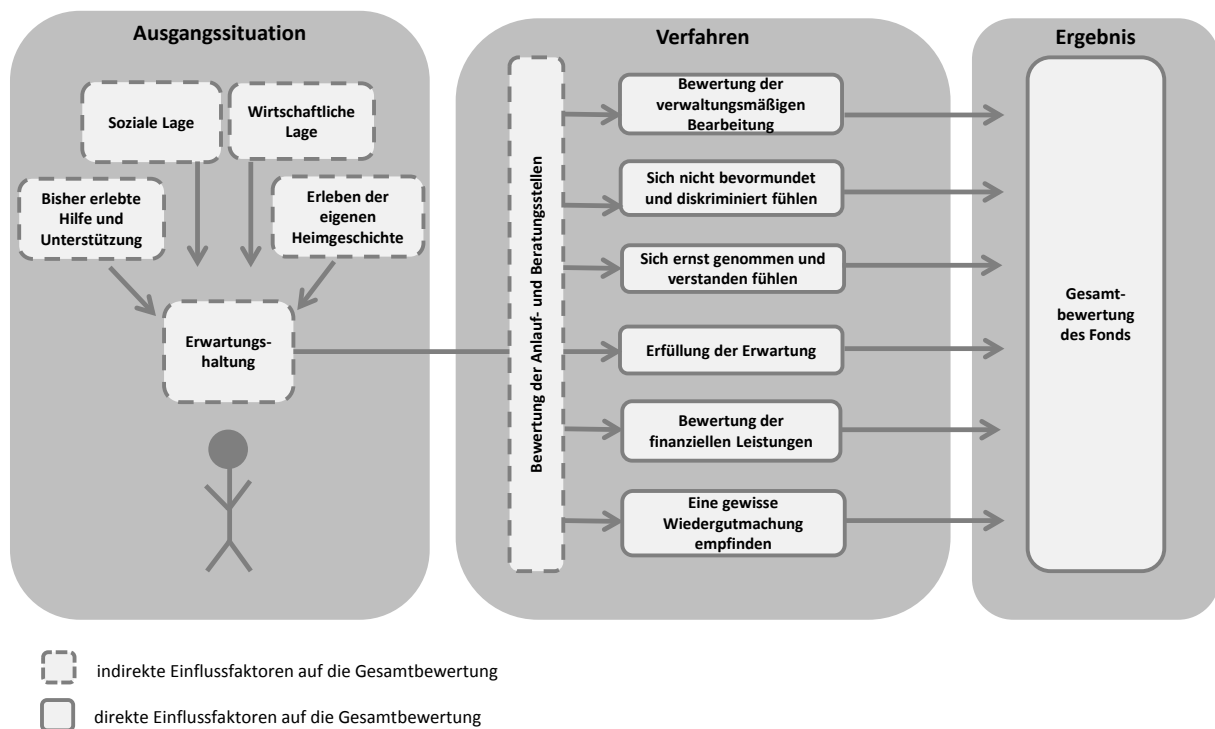 Ausgangssituation
Soziale Lage
Wirtschaftliche
Lage
Bisher erlebte
Hilfe und
Unterstützung
Erleben der
eigenen
Heimgeschichte
Erwartungs-
haltung
Verfahren
Bewertung der Anlauf- und Beratungsstellen
Bewertung der
verwaltungsmäßigen
Bearbeitung
Sich nicht bevormundet
und diskriminiert fühlen
Sich ernst genommen und
verstanden fühlen
Erfüllung der Erwartung
Bewertung der
finanziellen Leistungen
Eine gewisse
Wiedergutmachung
empfinden
Ergebnis
Gesamt-
bewertung
des Fonds
indirekte Einflussfaktoren auf die Gesamtbewertung
direkte Einflussfaktoren auf die Gesamtbewertung